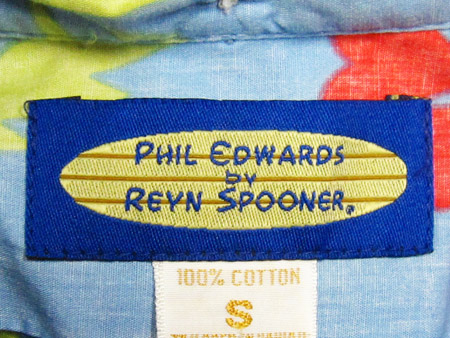 PHIL EDWARDS
by
REYN SPOONER.
100% COTTON
S